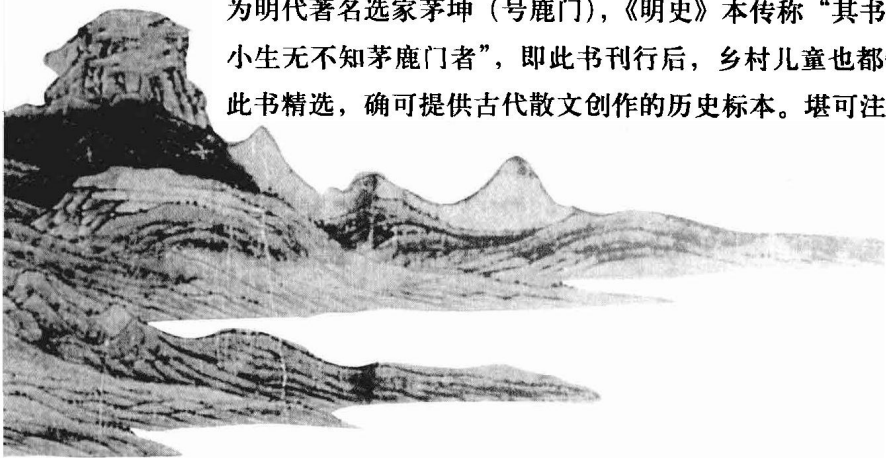 为明代著名选家茅坤（号鹿门），《明史》本传称“其书
小生无不知茅鹿门者”，即此书刊行后，乡村儿童也都
此书精选，确可提供古代散文创作的历史标本。堪可注